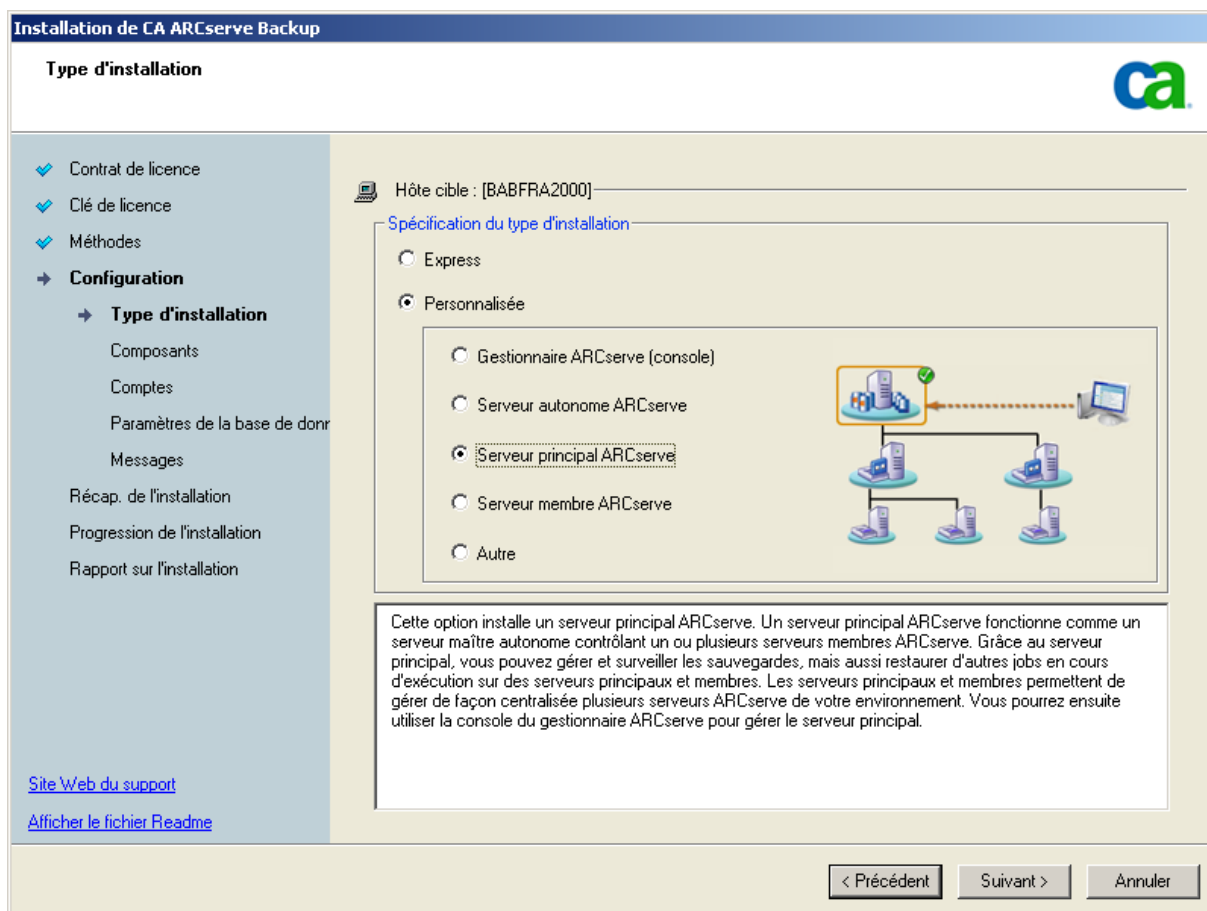 Installation de CA ARCserve Backup
Type d'installation
ca
Contrat de licence
Clé de licence
Méthodes
Configuration
Type d'installation
Composants
Comptes
Paramètres de la base de donr
Messages
Récap. de l'installation
Progression de l'installation
Rapport sur l'installation
Site Web du support
Afficher le fichier Readme
Hôte cible : [BABFRA2000]
Spécification du type d'installation
Express
Personnalisée
Gestionnaire ARCserve (console)
Serveur autonome ARCserve
Serveur principal ARCserve
Serveur membre ARCserve
Autre
Cette option installe un serveur principal ARCserve. Un serveur principal ARCserve fonctionne comme un
serveur maître autonome contrôlant un ou plusieurs serveurs membres ARCserve. Grâce au serveur
principal, vous pouvez gérer et surveiller les sauvegardes, mais aussi restaurer d'autres jobs en cours
d'exécution sur des serveurs principaux et membres. Les serveurs principaux et membres permettent de
gérer de façon centralisée plusieurs serveurs ARCserve de votre environnement. Vous pourrez ensuite
utiliser la console du gestionnaire ARCserve pour gérer le serveur principal.
< Précédent
Suivant >
Annuler